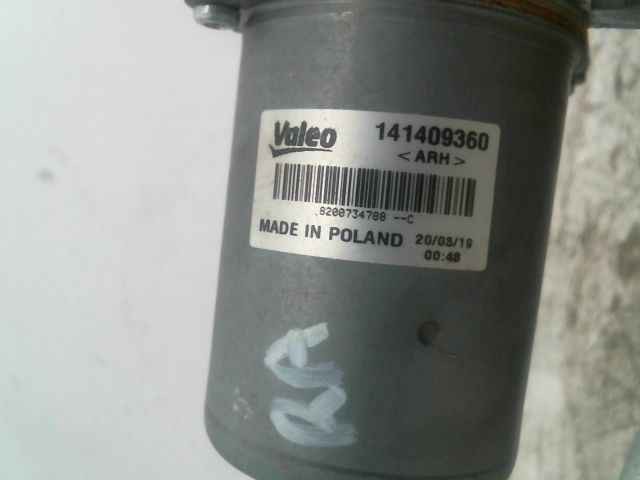 Valeo 141409360
<ARH>
8200734788 --C
MADE IN POLAND 20/03/19
00:48